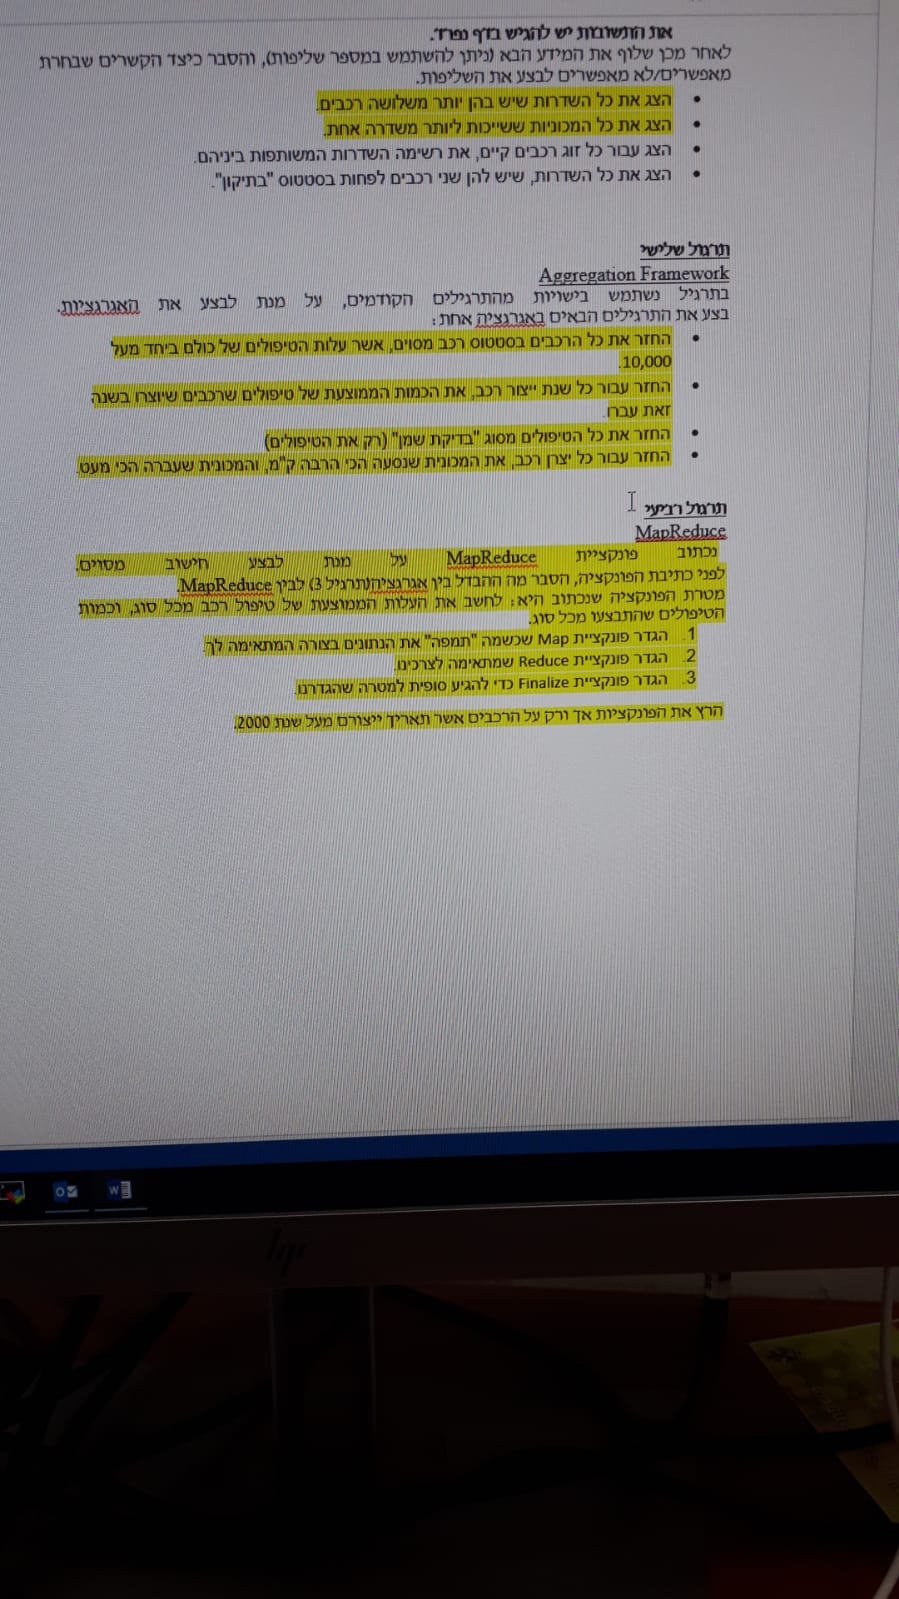 את התשובות יש להגיש בדף נפרד.
לאחר מכן שלוף את המידע הבא (ניתן להשתמש במספר שליפות), והסבר כיצד הקשרים שבחרת
מאפשרים/לא מאפשרים לבצע את השליפות.
• הצג את כל השדרות שיש בהן יותר משלושה רכבים.
• הצג את כל המכוניות ששייכות ליותר משדרה אחת.
• הצג עבור כל זוג רכבים קיים, את רשימה השדרות המשותפות ביניהם.
• הצג את כל השדרות, שיש להן שני רכבים לפחות בסטטוס "בתיקון".
תרגול שלישי
Aggregation Framework
בתרגיל נשתמש בישויות מהתרגילים הקודמים, על מנת לבצע את האגרגציות.
בצע את התרגילים הבאים באגרגציה אחת:
• החזר את כל הרכבים בסטטוס רכב מסוים, אשר עלות הטיפולים של כולם ביחד מעל
10,000.
• החזר עבור כל שנת ייצור רכב, את הכמות הממוצעת של טיפולים שרכבים שיוצרו בשנה
זאת עברו.
• החזר את כל הטיפולים מסוג "בדיקת שמן" (רק את הטיפולים)
• החזר עבור כל יצרן רכב, את המכונית שנסעה הכי הרבה ק"מ, והמכונית שעברה הכי מעט.
תרגול רביעי
MapReduce
נכתוב פונקציית MapReduce על מנת לבצע חישוב מסוים.
לפני כתיבת הפונקציה, הסבר מה ההבדל בין אגרגציה(תרגיל 3) לבין MapReduce.
מטרת הפונקציה שנכתוב היא: לחשב את העלות הממוצעת של טיפול רכב מכל סוג, וכמות
הטיפולים שהתבצעו מכל סוג.
1. הגדר פונקציית Map שכשמה "תמפה" את הנתונים בצורה המתאימה לך.
2. הגדר פונקציית Reduce שמתאימה לצרכינו.
3. הגדר פונקציית Finalize כדי להגיע סופית למטרה שהגדרנו.
הרץ את הפונקציות אך ורק על הרכבים אשר תאריך ייצורם מעל שנת 2000.
hp